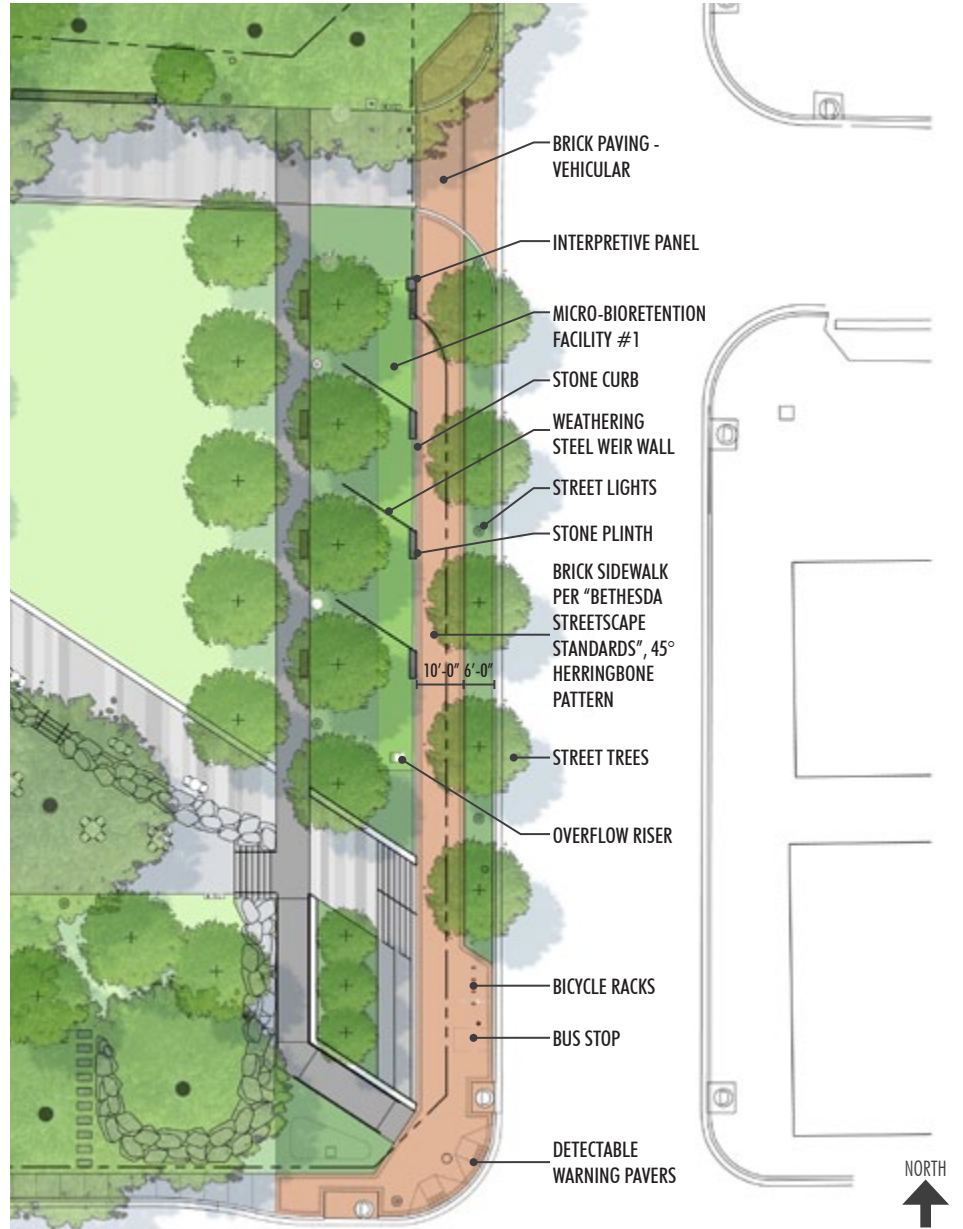 BRICK PAVING -
VEHICULAR
INTERPRETIVE PANEL
MICRO-BIORETENTION
FACILITY #1
STONE CURB
WEATHERING
STEEL WEIR WALL
STREET LIGHTS
STONE PLINTH
BRICK SIDEWALK
PER “BETHESDA
STREETSCAPE
STANDARDS”, 45°
HERRINGBONE
PATTERN
10'-0" 6'-0"
STREET TREES
OVERFLOW RISER
BICYCLE RACKS
BUS STOP
DETECTABLE
WARNING PAVERS
NORTH